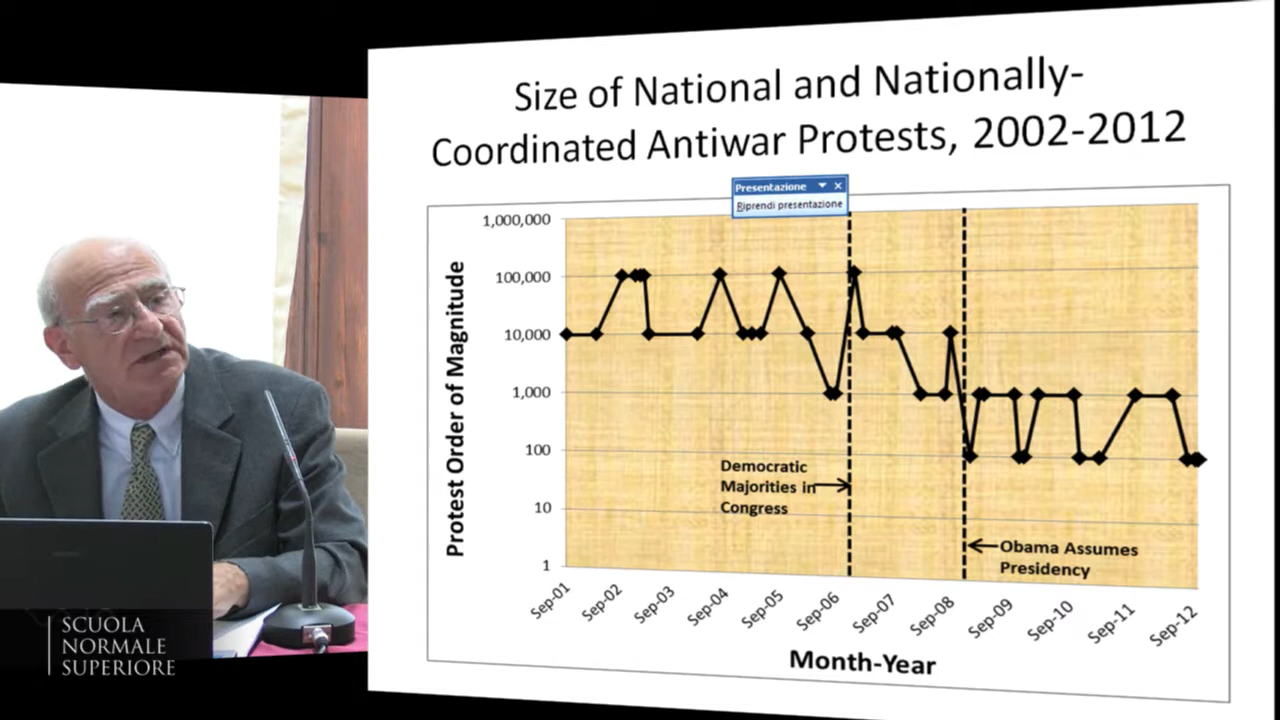 Size of National and Nationally-
Coordinated Antiwar Protests, 2002-2012
Presentazione
Riprendi presentazione
Protest Order of Magnitude
1,000,000
100,000
10,000
1,000
100
10
1
Democratic
Majorities in
Congress
Obama Assumes
Presidency
Sep-01
Sep-02
Sep-03
Sep-04
Sep-05
Sep-06
Sep-07
Sep-08
Sep-09
Sep-10
Sep-11
Sep-12
Month-Year
SCUOLA
NORMALE
SUPERIORE